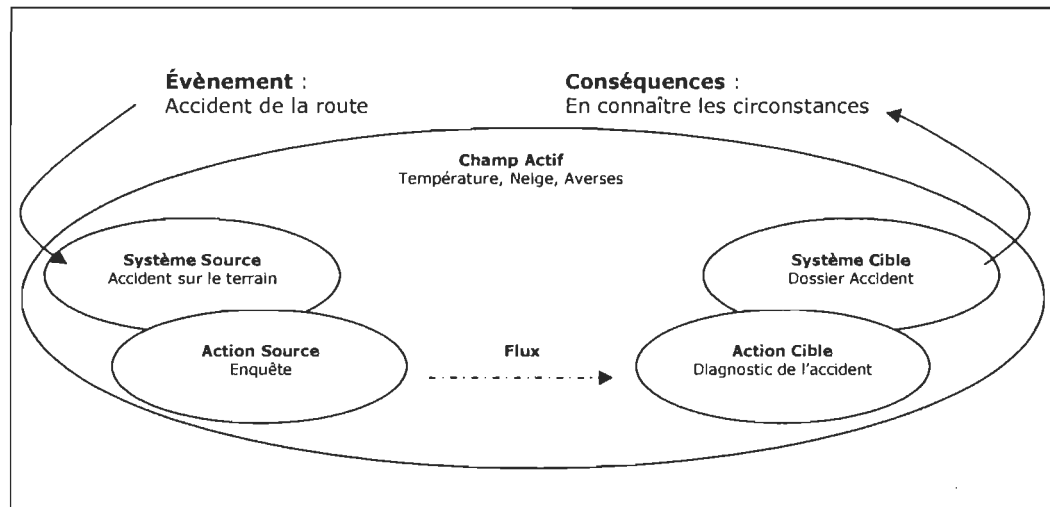 Évènement :
Accident de la route
Conséquences :
En connaître les circonstances
Champ Actif
Température, Neige, Averses
Système Source
Accident sur le terrain
Système Cible
Dossier Accident
Action Source
Enquête
Flux
Action Cible
Diagnostic de l'accident